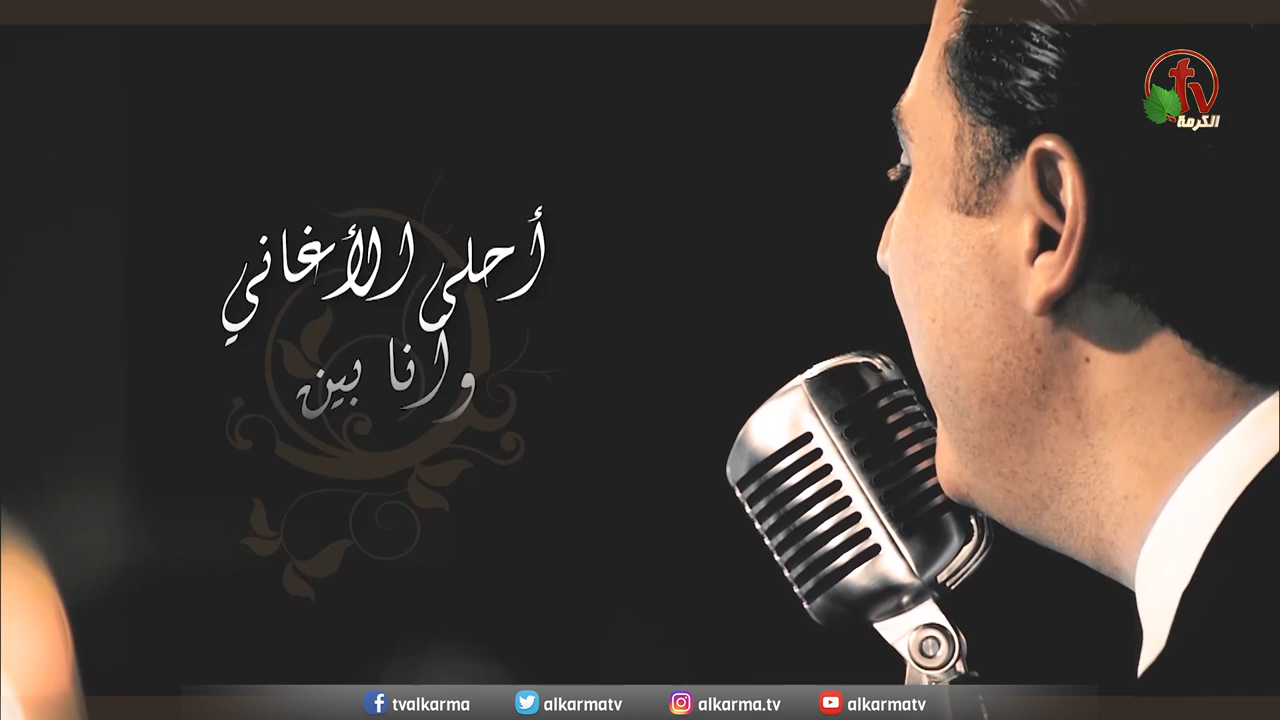 tv
الكرمة
أحلى الأغاني
وأنا بين
tvalkarma
alkarmatv
alkarma.tv
alkarmatv